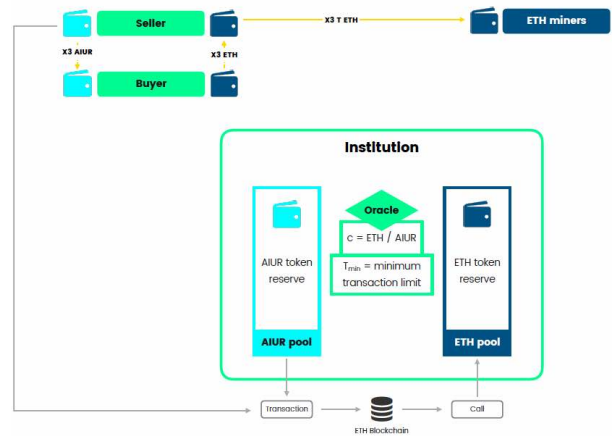 Seller
X3 T ETH
ETH miners
X3 AIUR
X3 ETH
Buyer
Institution
Oracle
c = ETH / AIUR
AIUR token
reserve
Tmin = minimum
transaction limit
ETH token
reserve
AIUR pool
ETH pool
Transaction
Call
ETH Blockchain